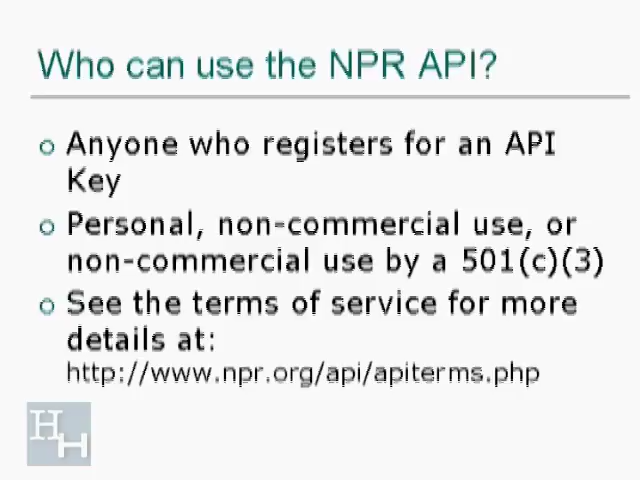 Who can use the NPR API?
Anyone who registers for an API
Key
Personal, non-commercial use, or
non-commercial use by a 501(c)(3)
See the terms of service for more
details at:
http://www.npr.org/api/apiterms.php
HH